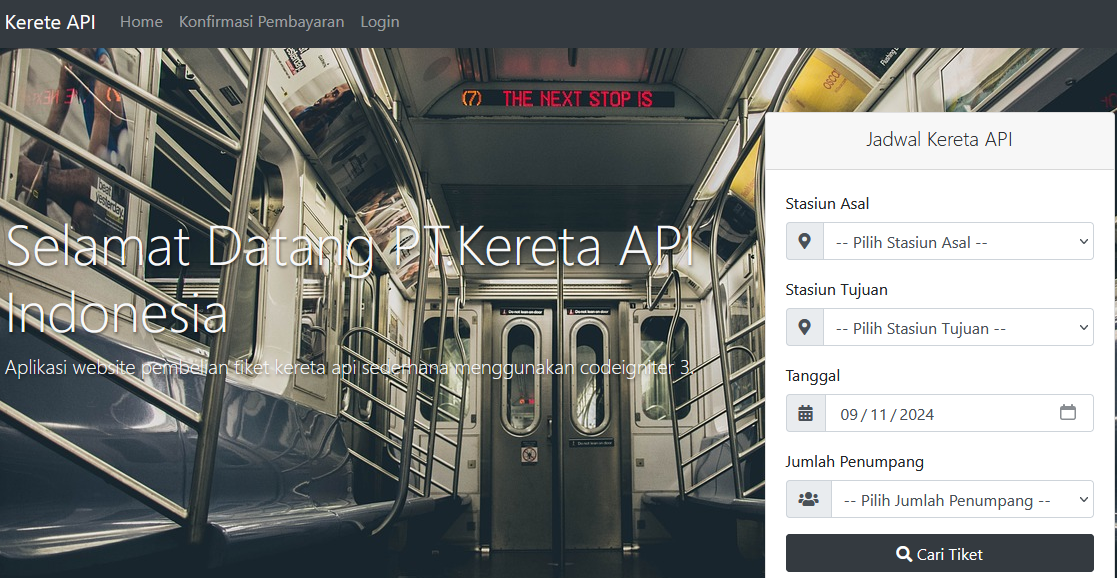 Kerete API Home Konfirmasi Pembayaran Login
(7) THE NEXT STOP IS
beat
yesterday
Selamat Datang PT.Kereta API
Indonesia
Aplikasi website pembelian tiket kereta api sederhana menggunakan codeigniter 3.
Jadwal Kereta API
Stasiun Asal
-- Pilih Stasiun Asal --
Stasiun Tujuan
-- Pilih Stasiun Tujuan --
Tanggal
09/11/2024
Jumlah Penumpang
-- Pilih Jumlah Penumpang --
Cari Tiket